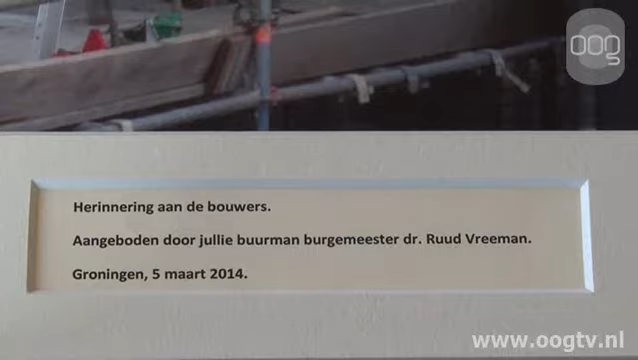 oog
Herinnering aan de bouwers.
Aangeboden door jullie buurman burgemeester dr. Ruud Vreeman.
Groningen, 5 maart 2014.
www.oogtv.nl